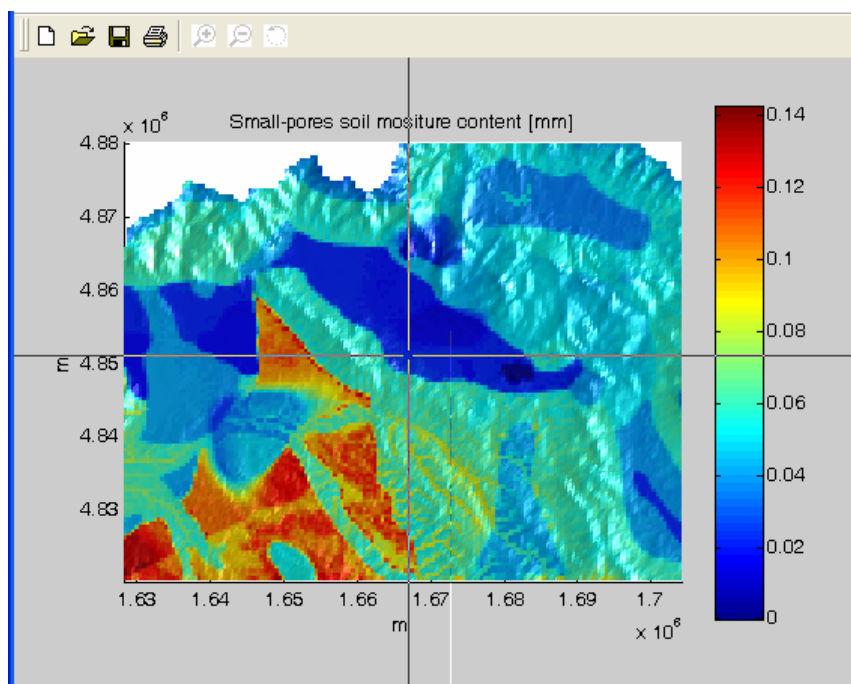 Small-pores soil mositure content [mm]
x 10⁶
4.88
4.87
4.86
4.85
4.84
4.83
m
1.63 1.64 1.65 1.66 1.67 1.68 1.69 1.7
m
x 10⁶
0.14
0.12
0.1
0.08
0.06
0.04
0.02
0